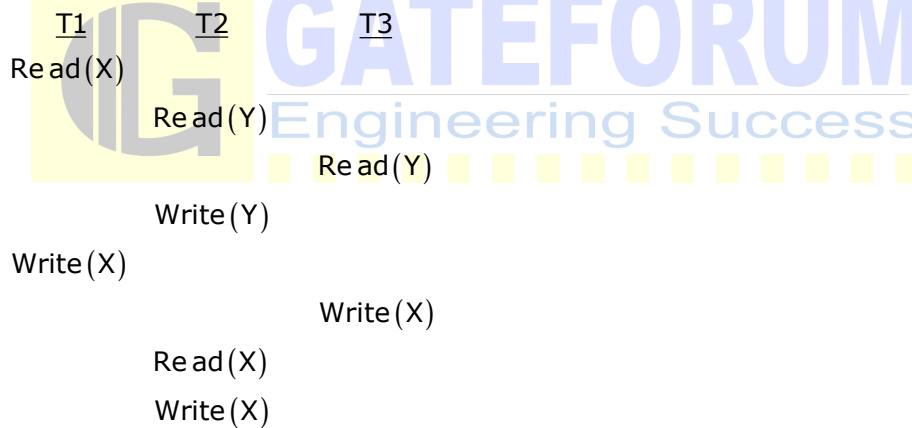 T1 T2 T3
GATEFORUM
Read(X)
Read(Y) Engineering Success
Read(Y)
Write(Y)
Write(X)
Write(X)
Read(X)
Write(X)